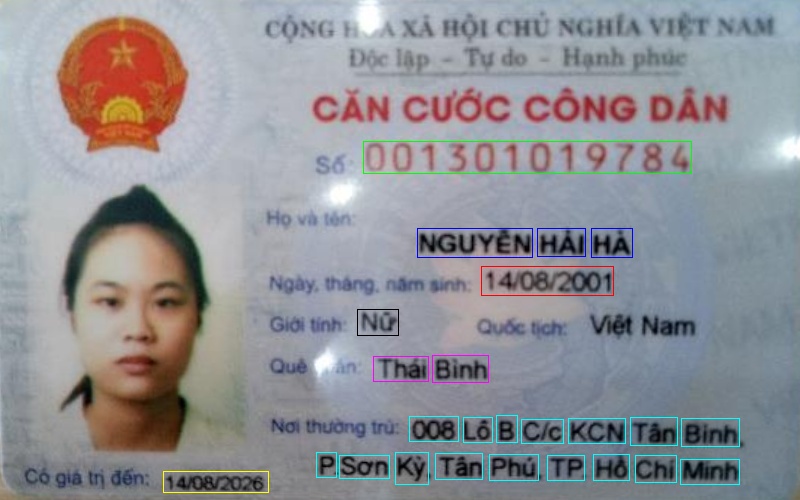 CỘNG HÒA XÃ HỘI CHỦ NGHĨA VIỆT NAM
Độc lập - Tự do - Hạnh phúc
CĂN CƯỚC CÔNG DÂN
Số: 001301019784
Họ và tên:
NGUYỄN HẢI HÀ
Ngày, tháng, năm sinh: 14/08/2001
Giới tính: Nữ Quốc tịch: Việt Nam
Quê quán: Thái Bình
Nơi thường trú: 008 Lô B C/c KCN Tân Bình,
P.Sơn Kỳ, Tân Phú, TP Hồ Chí Minh
Có giá trị đến: 14/08/2026